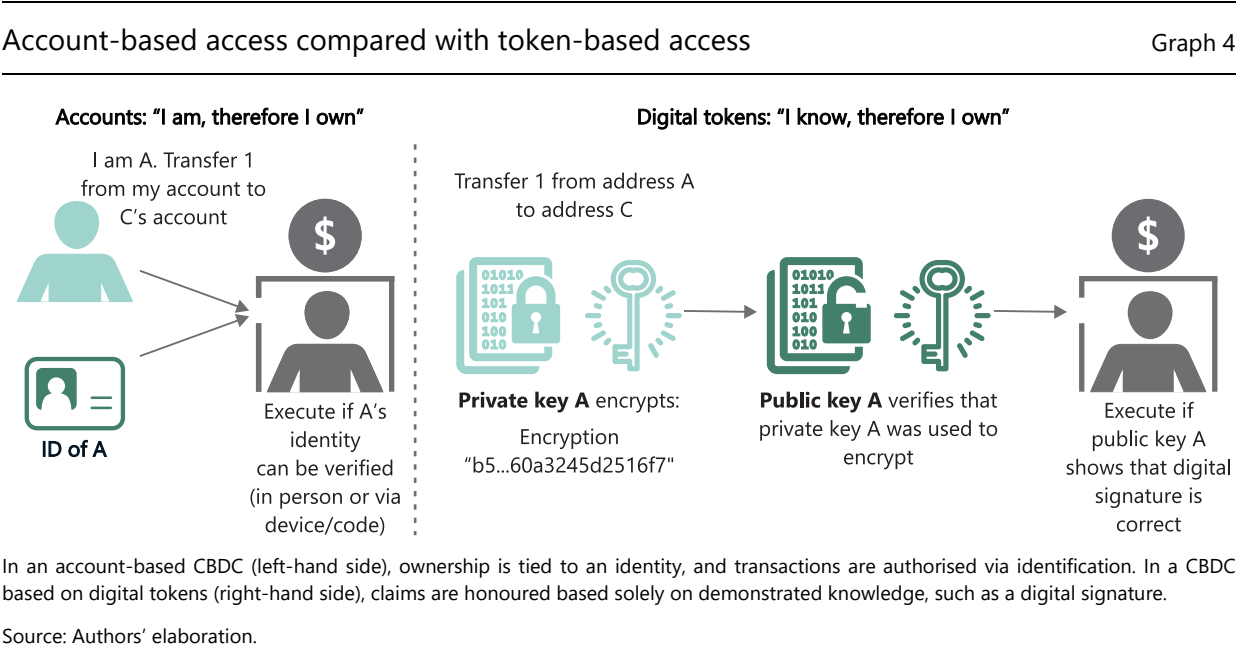 Account-based access compared with token-based access
Graph 4
Accounts: “I am, therefore I own”
I am A. Transfer 1
from my account to
C’s account
$
ID of A
Execute if A’s
identity
can be verified
(in person or via
device/code)
Digital tokens: “I know, therefore I own”
Transfer 1 from address A
to address C
01010
1011
101
010
100
010
Private key A encrypts:
Encryption
“b5...60a3245d2516f7"
01010
1011
101
010
100
010
Public key A verifies that
private key A was used to
encrypt
$
Execute if
public key A
shows that digital
signature is
correct
In an account-based CBDC (left-hand side), ownership is tied to an identity, and transactions are authorised via identification. In a CBDC
based on digital tokens (right-hand side), claims are honoured based solely on demonstrated knowledge, such as a digital signature.
Source: Authors’ elaboration.